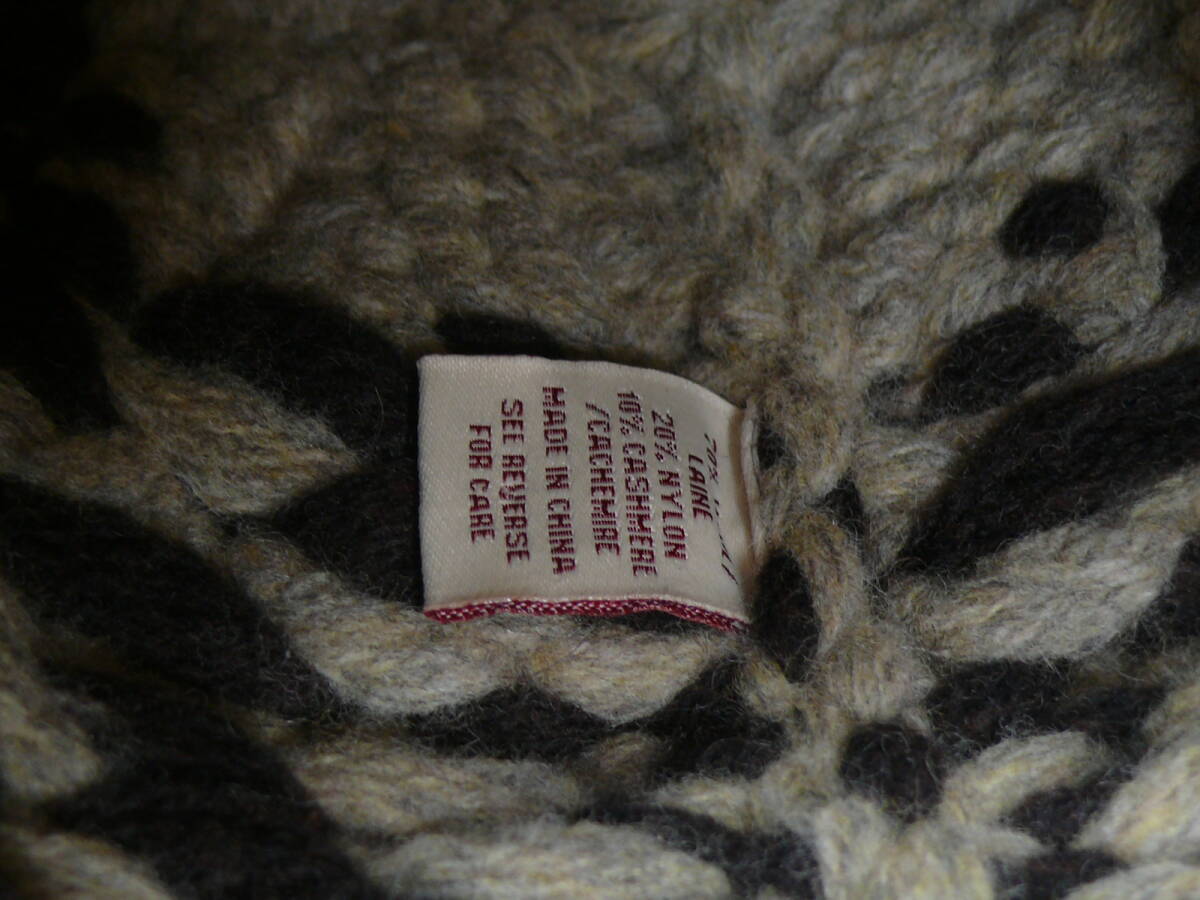 LAINE
20% NYLON
10% CASHMERE
/CACHEMIRE
MADE IN CHINA
SEE REVERSE
FOR CARE